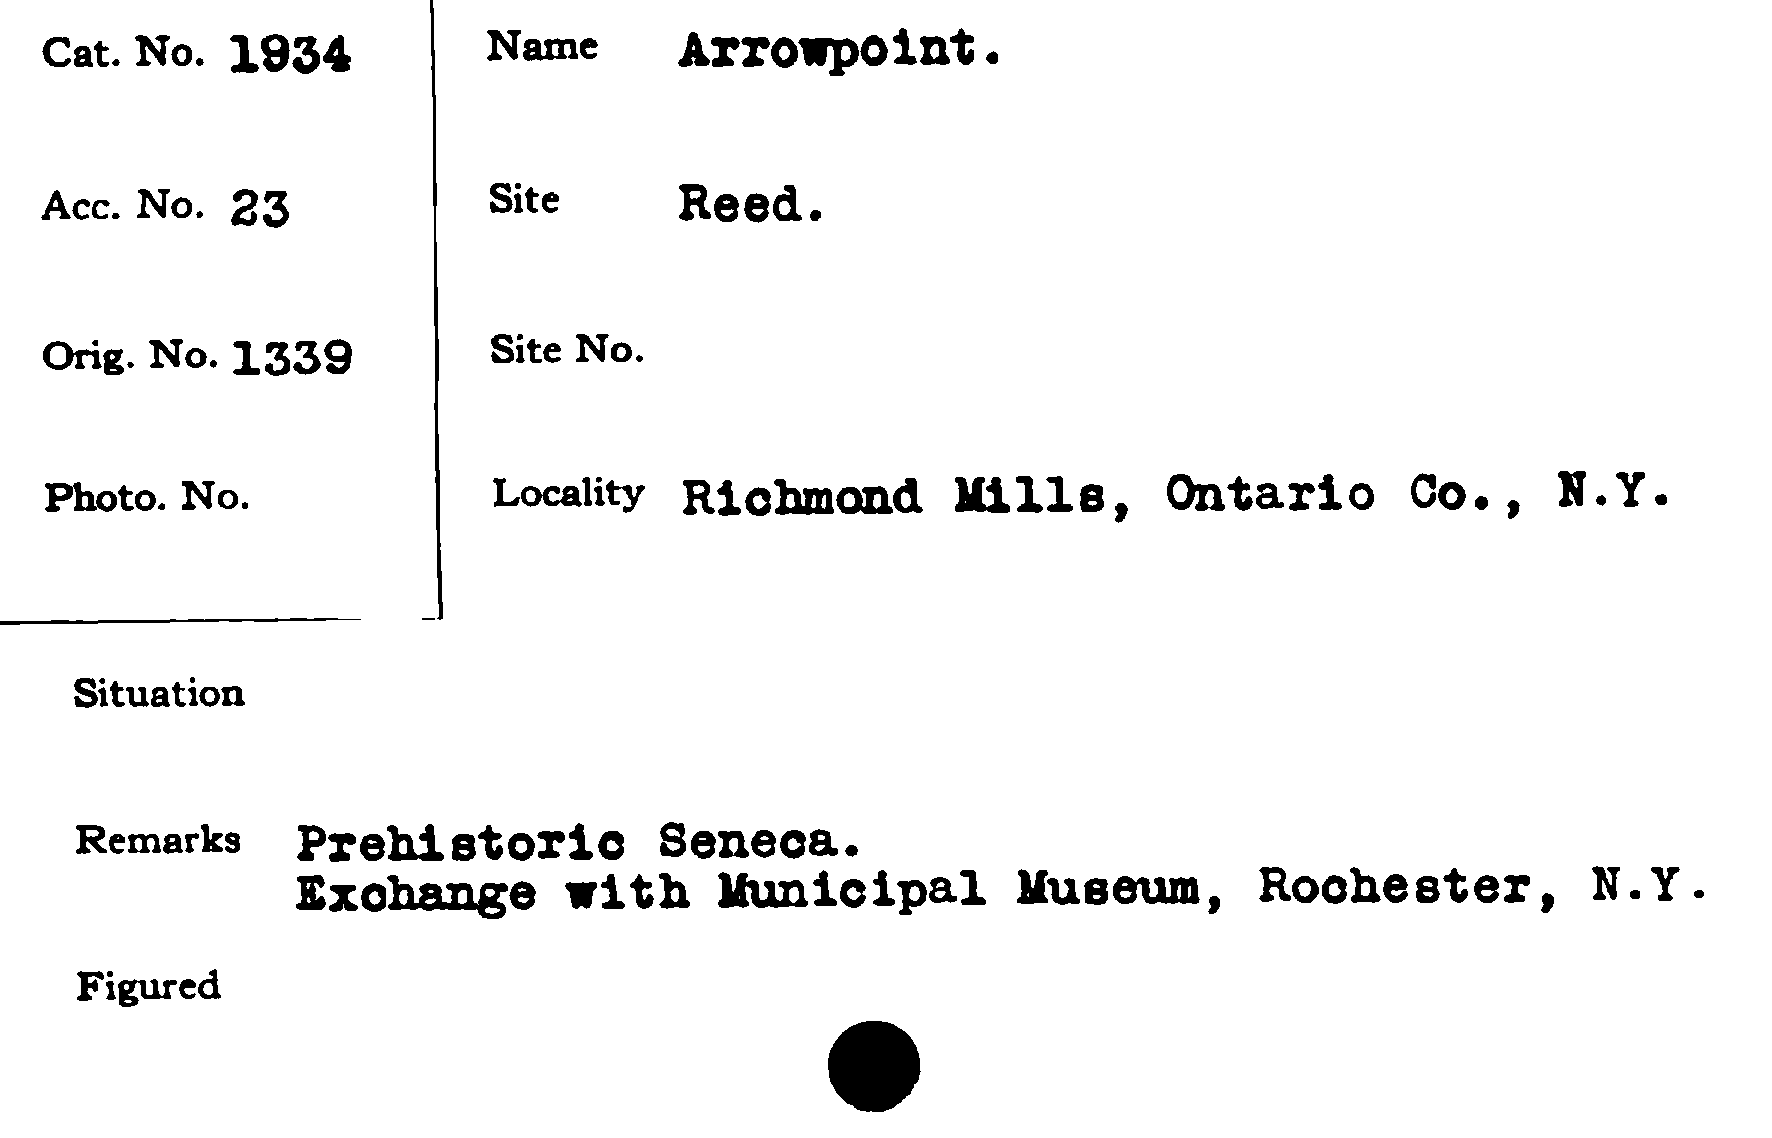 Cat. No. 1934
Name Arrowpoint.
Acc. No. 23
Site Reed.
Orig. No. 1339
Site No.
Photo. No.
Locality Richmond Mills, Ontario Co., N.Y.
Situation
Remarks Prehistoric Seneca.
Exchange with Municipal Museum, Rochester, N.Y.
Figured